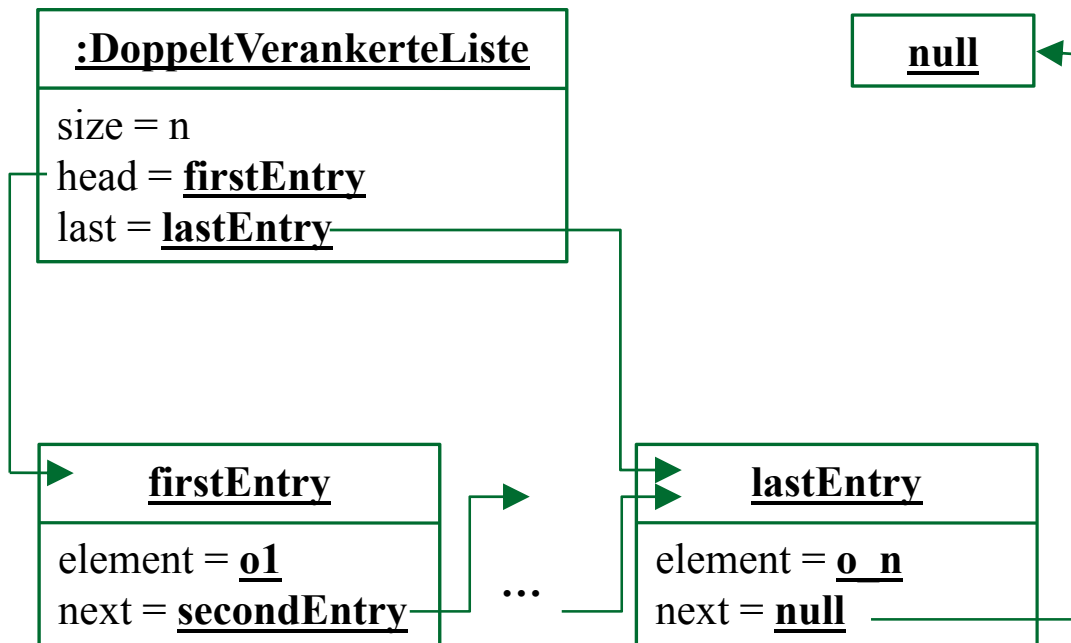 :DoppeltVerankerteListe
null
size = n
head = firstEntry
last = lastEntry
firstEntry
lastEntry
element = o1
next = secondEntry
...
element = o_n
next = null